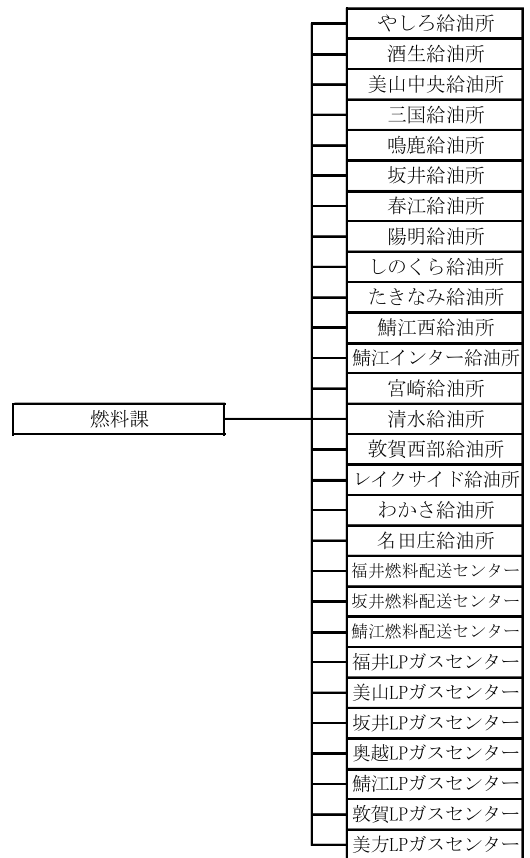 やしろ給油所
酒生給油所
美山中央給油所
三国給油所
鳴鹿給油所
坂井給油所
春江給油所
陽明給油所
しのくら給油所
たきなみ給油所
鯖江西給油所
鯖江インター給油所
宮崎給油所
燃料課
清水給油所
敦賀西部給油所
レイクサイド給油所
わかさ給油所
名田庄給油所
福井燃料配送センター
坂井燃料配送センター
鯖江燃料配送センター
福井LPガスセンター
美山LPガスセンター
坂井LPガスセンター
奥越LPガスセンター
鯖江LPガスセンター
敦賀LPガスセンター
美方LPガスセンター